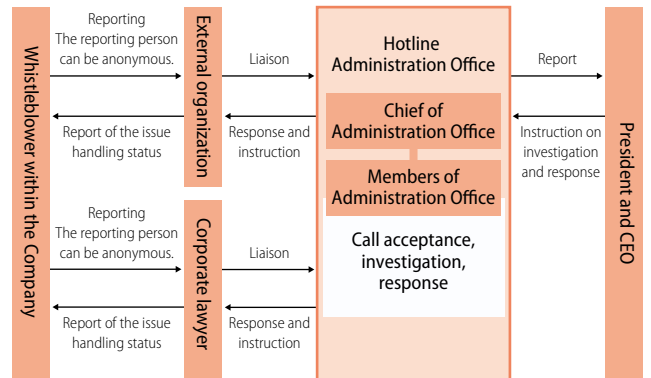 Whistleblower within the Company
Reporting
The reporting person
can be anonymous.
Report of the issue
handling status
External organization
Liaison
Response and
instruction
Reporting
The reporting person
can be anonymous.
Report of the issue
handling status
Corporate lawyer
Liaison
Response and
instruction
Hotline
Administration Office
Chief of
Administration Office
Members of
Administration Office
Call acceptance,
investigation,
response
Report
Instruction on
investigation
and response
President and CEO